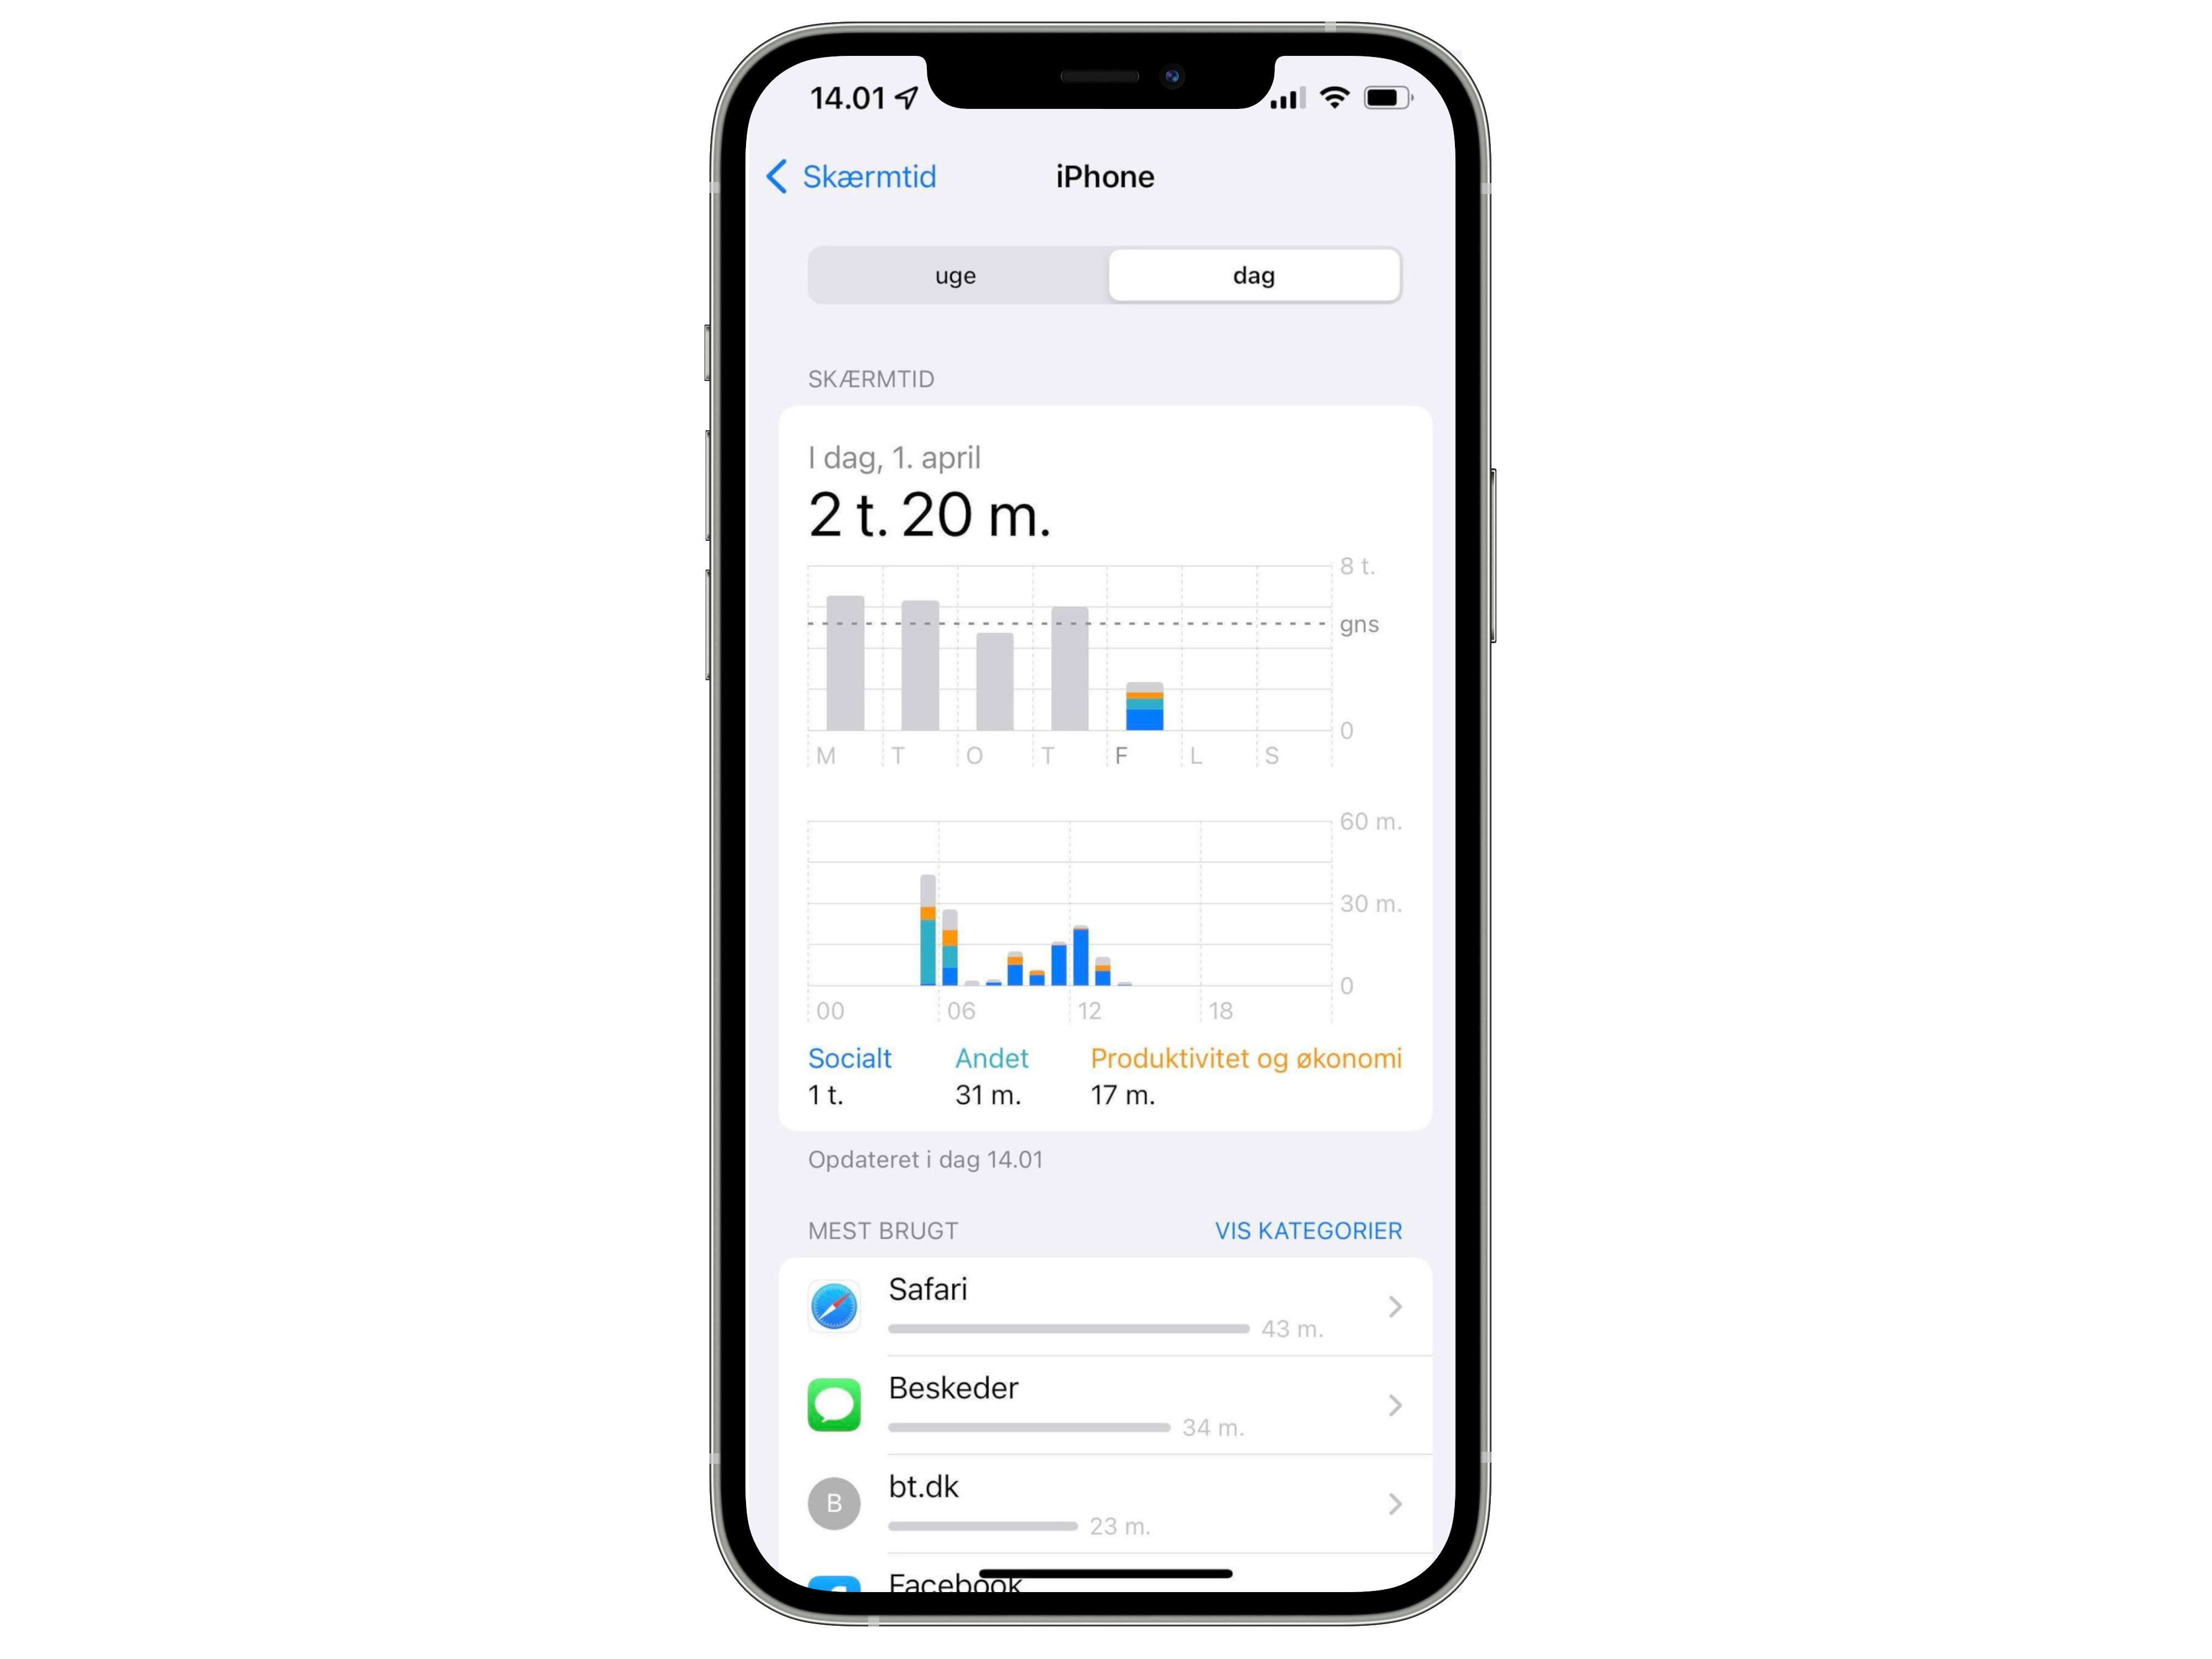 14.01
Skærmtid iPhone
uge dag
SKÆRMTID
I dag, 1. april
2 t. 20 m.
8 t.
gns
0
M T O T F L S
60 m.
30 m.
0
00 06 12 18
Socialt Andet Produktivitet og økonomi
1 t. 31 m. 17 m.
Opdateret i dag 14.01
MEST BRUGT VIS KATEGORIER
Safari
43 m.
Beskeder
34 m.
B
bt.dk
23 m.
Facebook